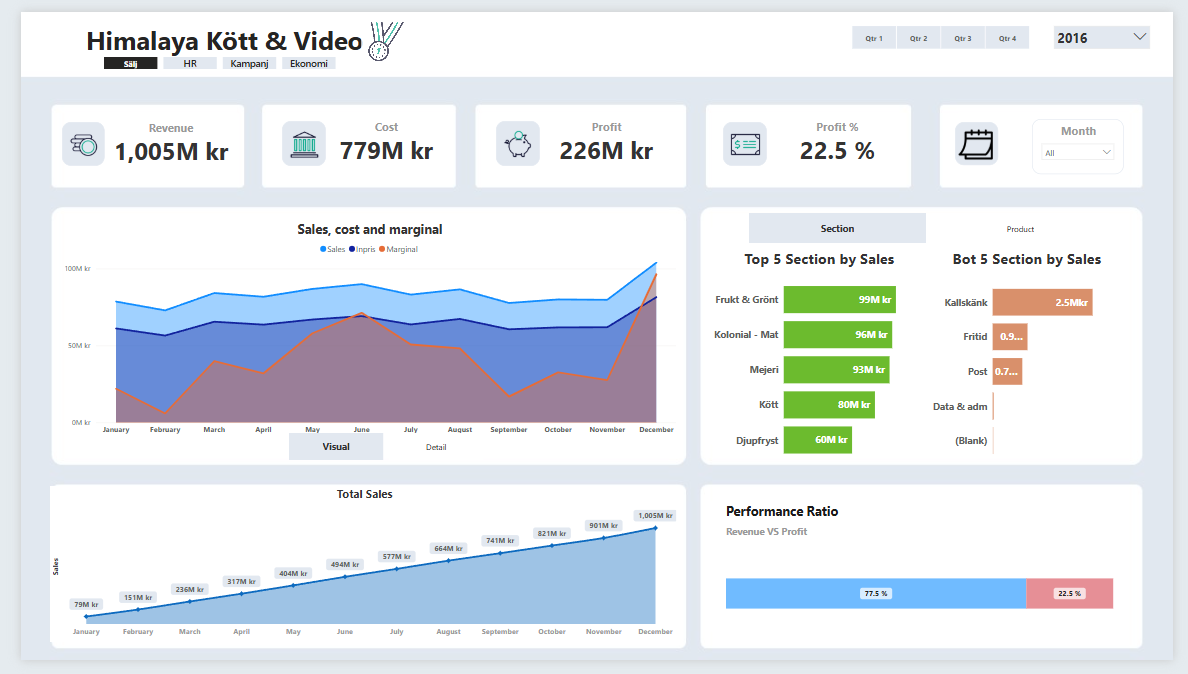 Himalaya Kött & Video
Sälj HR Kampanj Ekonomi
Qtr 1 Qtr 2 Qtr 3 Qtr 4
2016
Revenue
1,005M kr
Cost
779M kr
Profit
226M kr
Profit %
22.5 %
Month
All
Sales, cost and marginal
Sales Inpris Marginal
100M kr
50M kr
0M kr
January February March April May June July August September October November December
Visual Detail
Section Product
Top 5 Section by Sales
Frukt & Grönt 99M kr
Kolonial - Mat 96M kr
Mejeri 93M kr
Kött 80M kr
Djupfryst 60M kr
Bot 5 Section by Sales
Kallskänk 2.5Mkr
Fritid 0.9...
Post 0.7...
Data & adm
(Blank)
Total Sales
Sales
79M kr 151M kr 236M kr 317M kr 404M kr 494M kr 577M kr 664M kr 741M kr 821M kr 901M kr 1,005M kr
January February March April May June July August September October November December
Performance Ratio
Revenue VS Profit
77.5 % 22.5 %